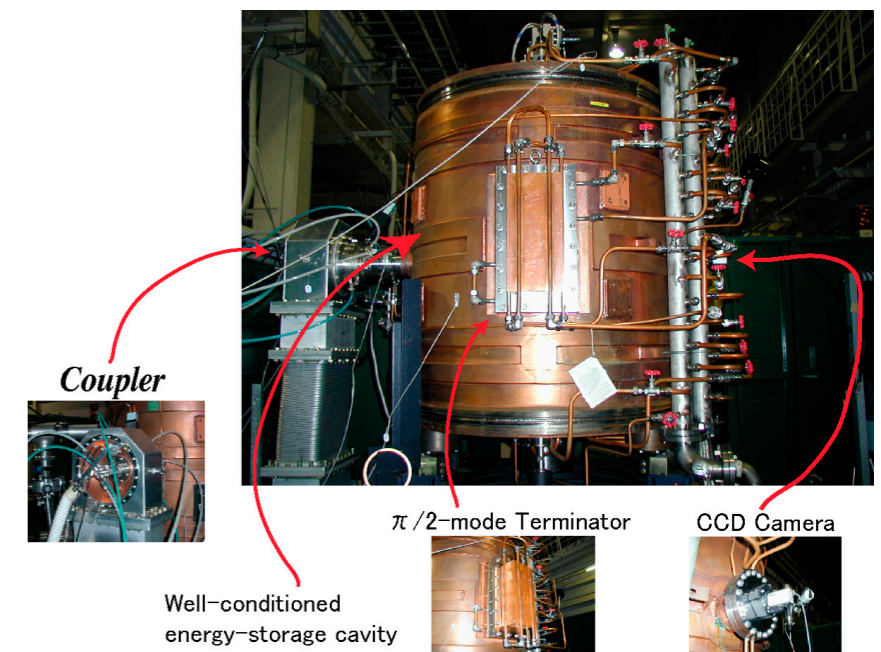 Coupler
π/2-mode Terminator
CCD Camera
Well-conditioned
energy-storage cavity